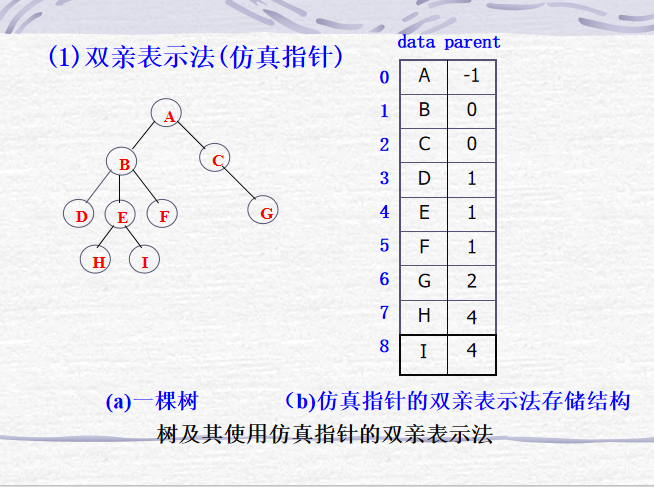 (1)双亲表示法(仿真指针)
data parent
A
B
C
D
E
F
G
H
I
0 A -1
1 B 0
2 C 0
3 D 1
4 E 1
5 F 1
6 G 2
7 H 4
8 I 4
(a)一棵树
（b)仿真指针的双亲表示法存储结构
树及其使用仿真指针的双亲表示法